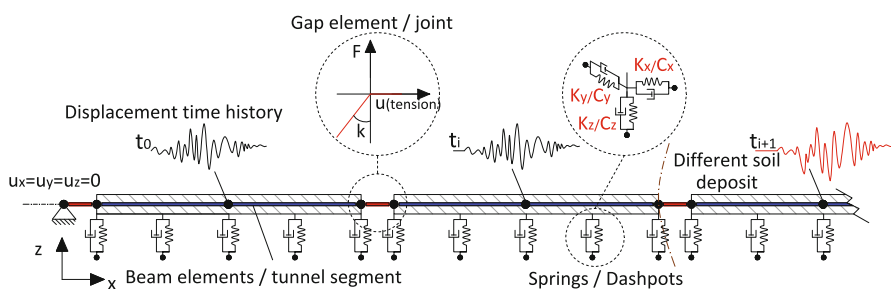 Gap element / joint
F
u(tension)
k
Kx/Cx
Ky/Cy
Kz/Cz
Displacement time history
t0
ti
ti+1
Different soil
deposit
ux=uy=uz=0
z
x
Beam elements / tunnel segment
Springs / Dashpots